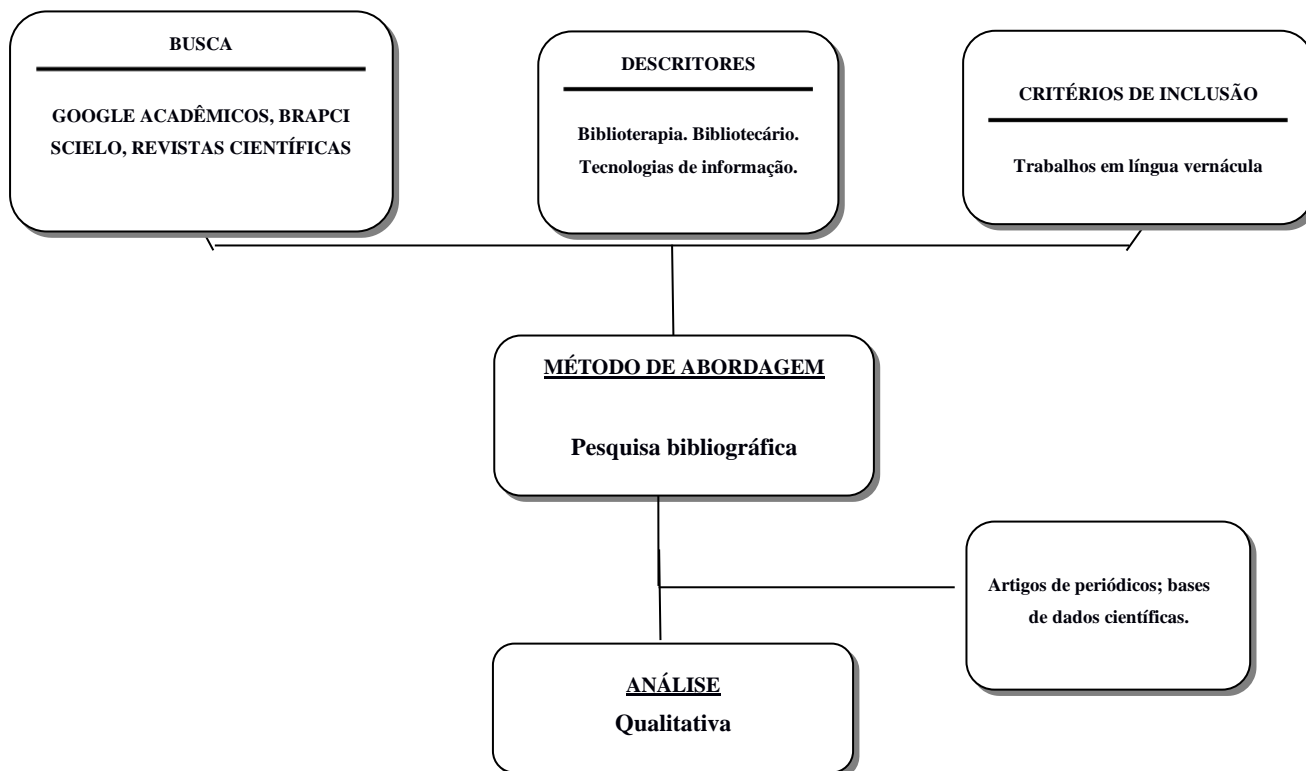 BUSCA
GOOGLE ACADÊMICOS, BRAPCI
SCIELO, REVISTAS CIENTÍFICAS
DESCRITORES
Biblioterapia. Bibliotecário.
Tecnologias de informação.
CRITÉRIOS DE INCLUSÃO
Trabalhos em língua vernácula
MÉTODO DE ABORDAGEM
Pesquisa bibliográfica
Artigos de periódicos; bases
de dados científicas.
ANÁLISE
Qualitativa